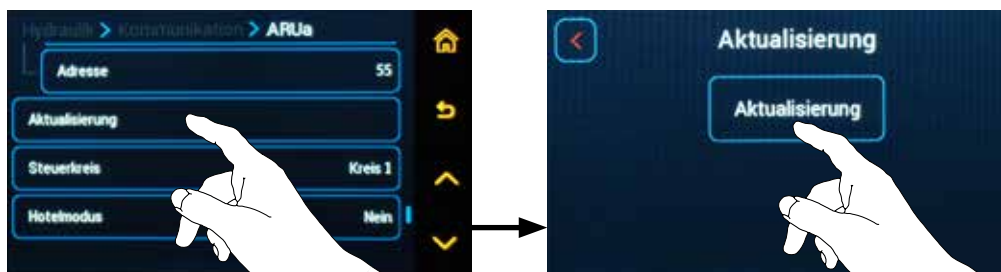 Hydraulik > Kommunikation > ARUa
Adresse 55
Aktualisierung
Steuerkreis Kreis 1
Hotelmodus Nein
Aktualisierung
Aktualisierung